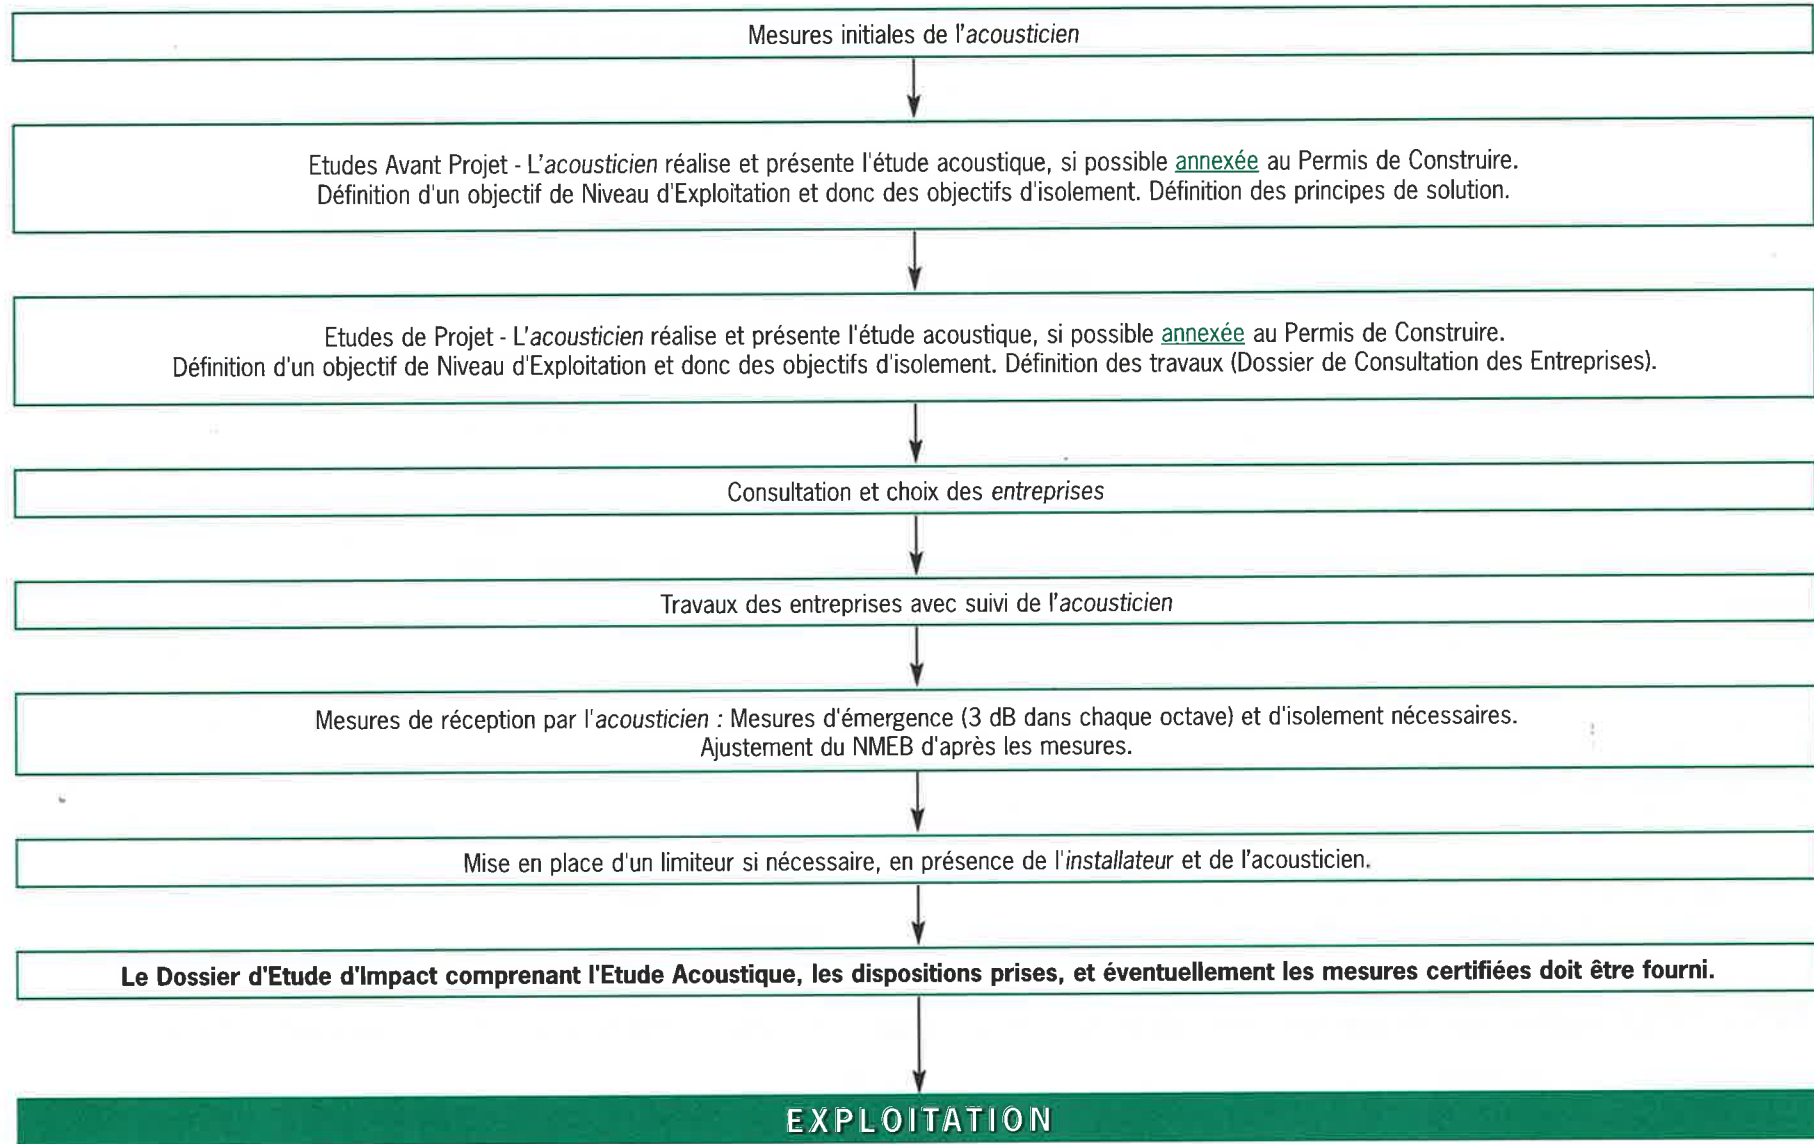 Mesures initiales de l'acousticien
Etudes Avant Projet - L'acousticien réalise et présente l'étude acoustique, si possible annexée au Permis de Construire.
Définition d'un objectif de Niveau d'Exploitation et donc des objectifs d'isolement. Définition des principes de solution.
Etudes de Projet - L'acousticien réalise et présente l'étude acoustique, si possible annexée au Permis de Construire.
Définition d'un objectif de Niveau d'Exploitation et donc des objectifs d'isolement. Définition des travaux (Dossier de Consultation des Entreprises).
Consultation et choix des entreprises
Travaux des entreprises avec suivi de l'acousticien
Mesures de réception par l'acousticien : Mesures d'émergence (3 dB dans chaque octave) et d'isolement nécessaires.
Ajustement du NMEB d'après les mesures.
Mise en place d'un limiteur si nécessaire, en présence de l'installateur et de l'acousticien.
Le Dossier d'Etude d'Impact comprenant l'Etude Acoustique, les dispositions prises, et éventuellement les mesures certifiées doit être fourni.
EXPLOITATION